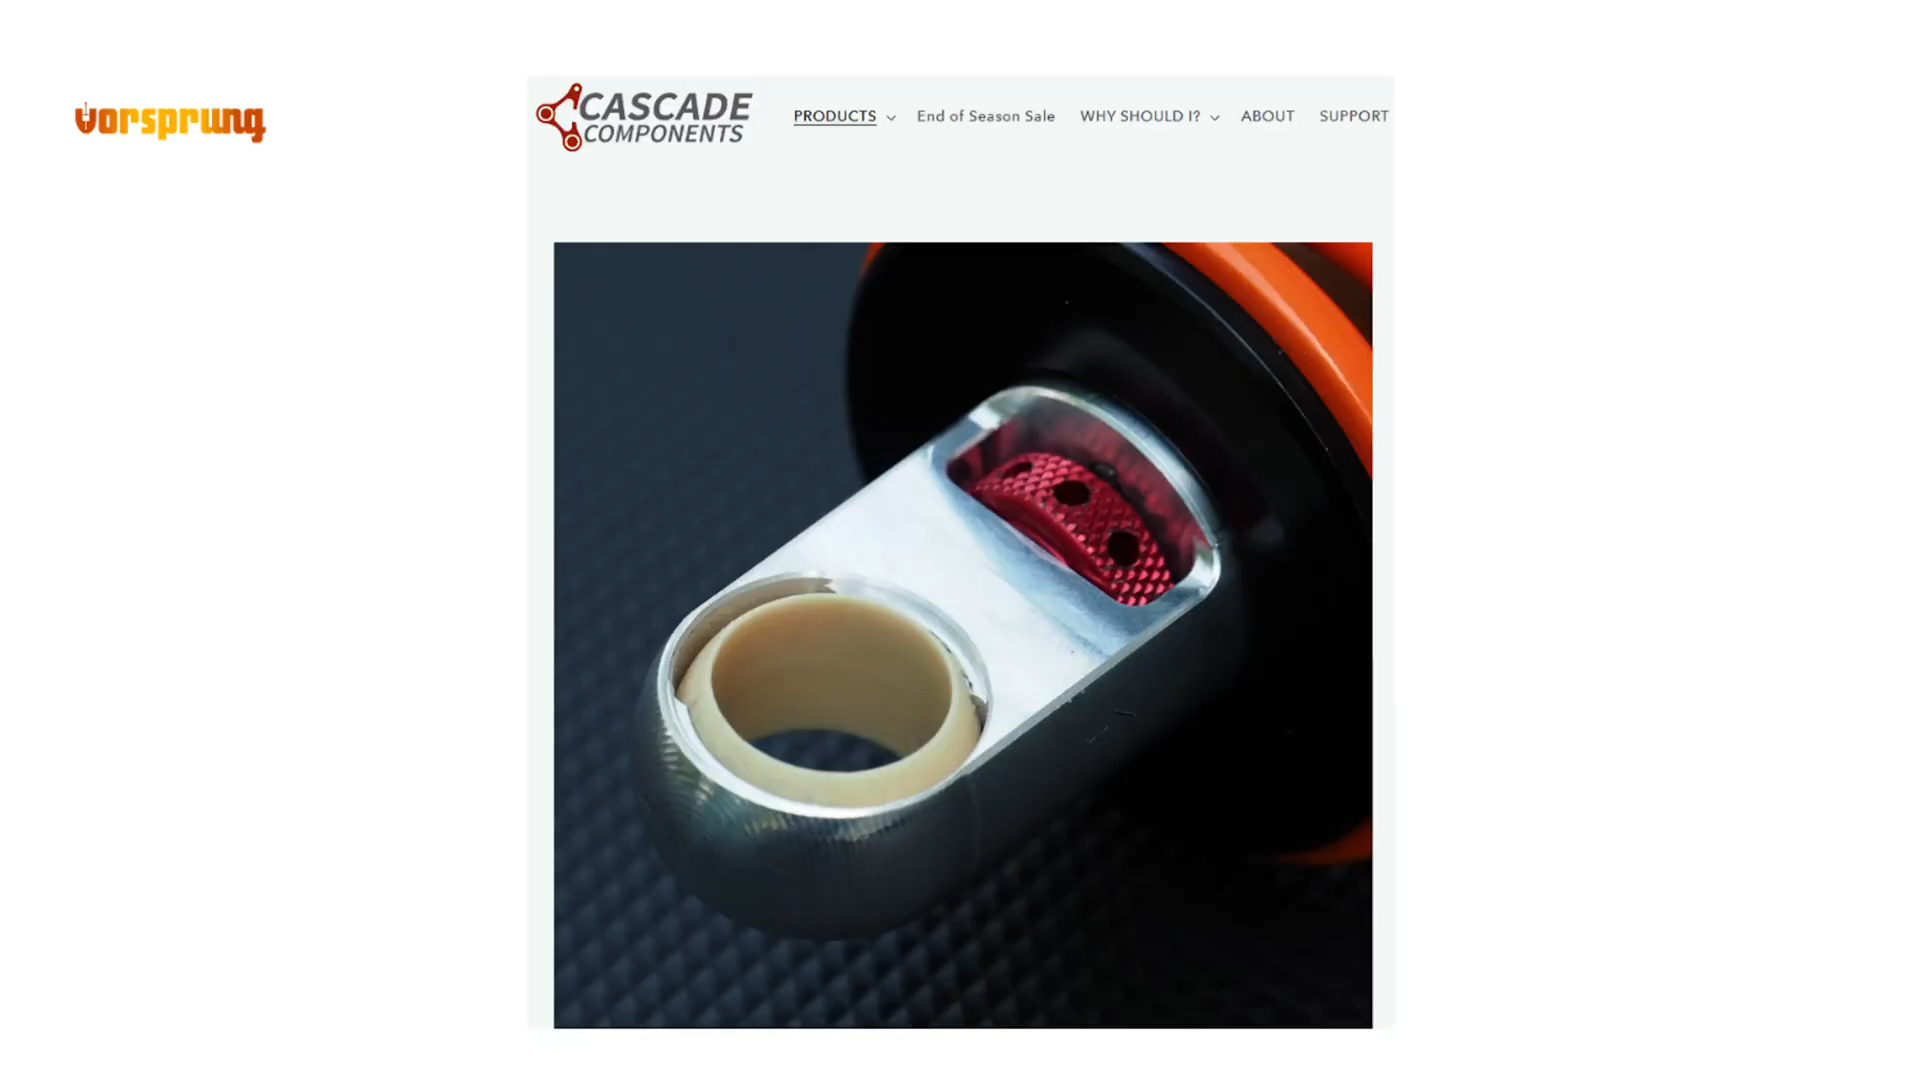 vorsprung
CASCADE
COMPONENTS
PRODUCTS
End of Season Sale
WHY SHOULD I?
ABOUT
SUPPORT